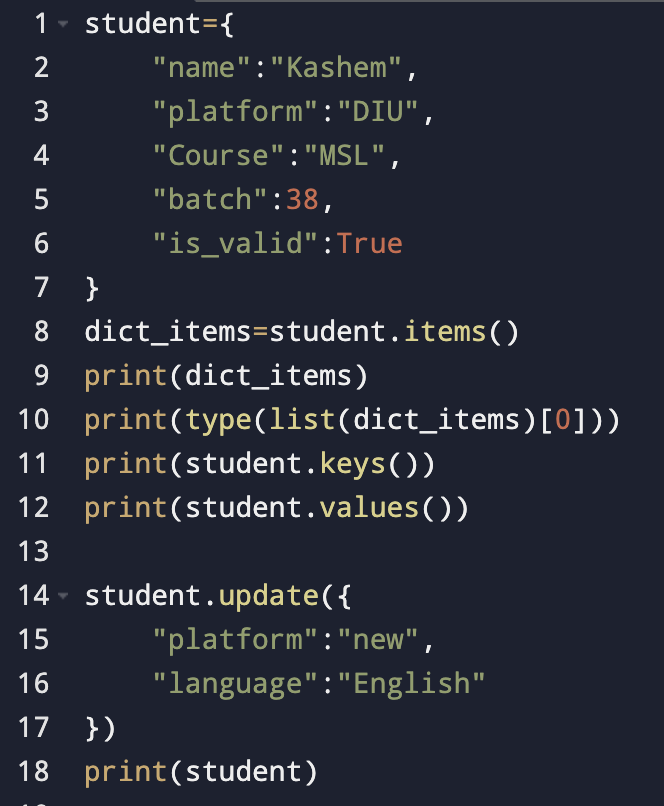 1 student={
2     "name":"Kashem",
3     "platform":"DIU",
4     "Course":"MSL",
5     "batch":38,
6     "is_valid":True
7 }
8 dict_items=student.items()
9 print(dict_items)
10 print(type(list(dict_items)[0]))
11 print(student.keys())
12 print(student.values())
13
14 student.update({
15     "platform":"new",
16     "language":"English"
17 })
18 print(student)